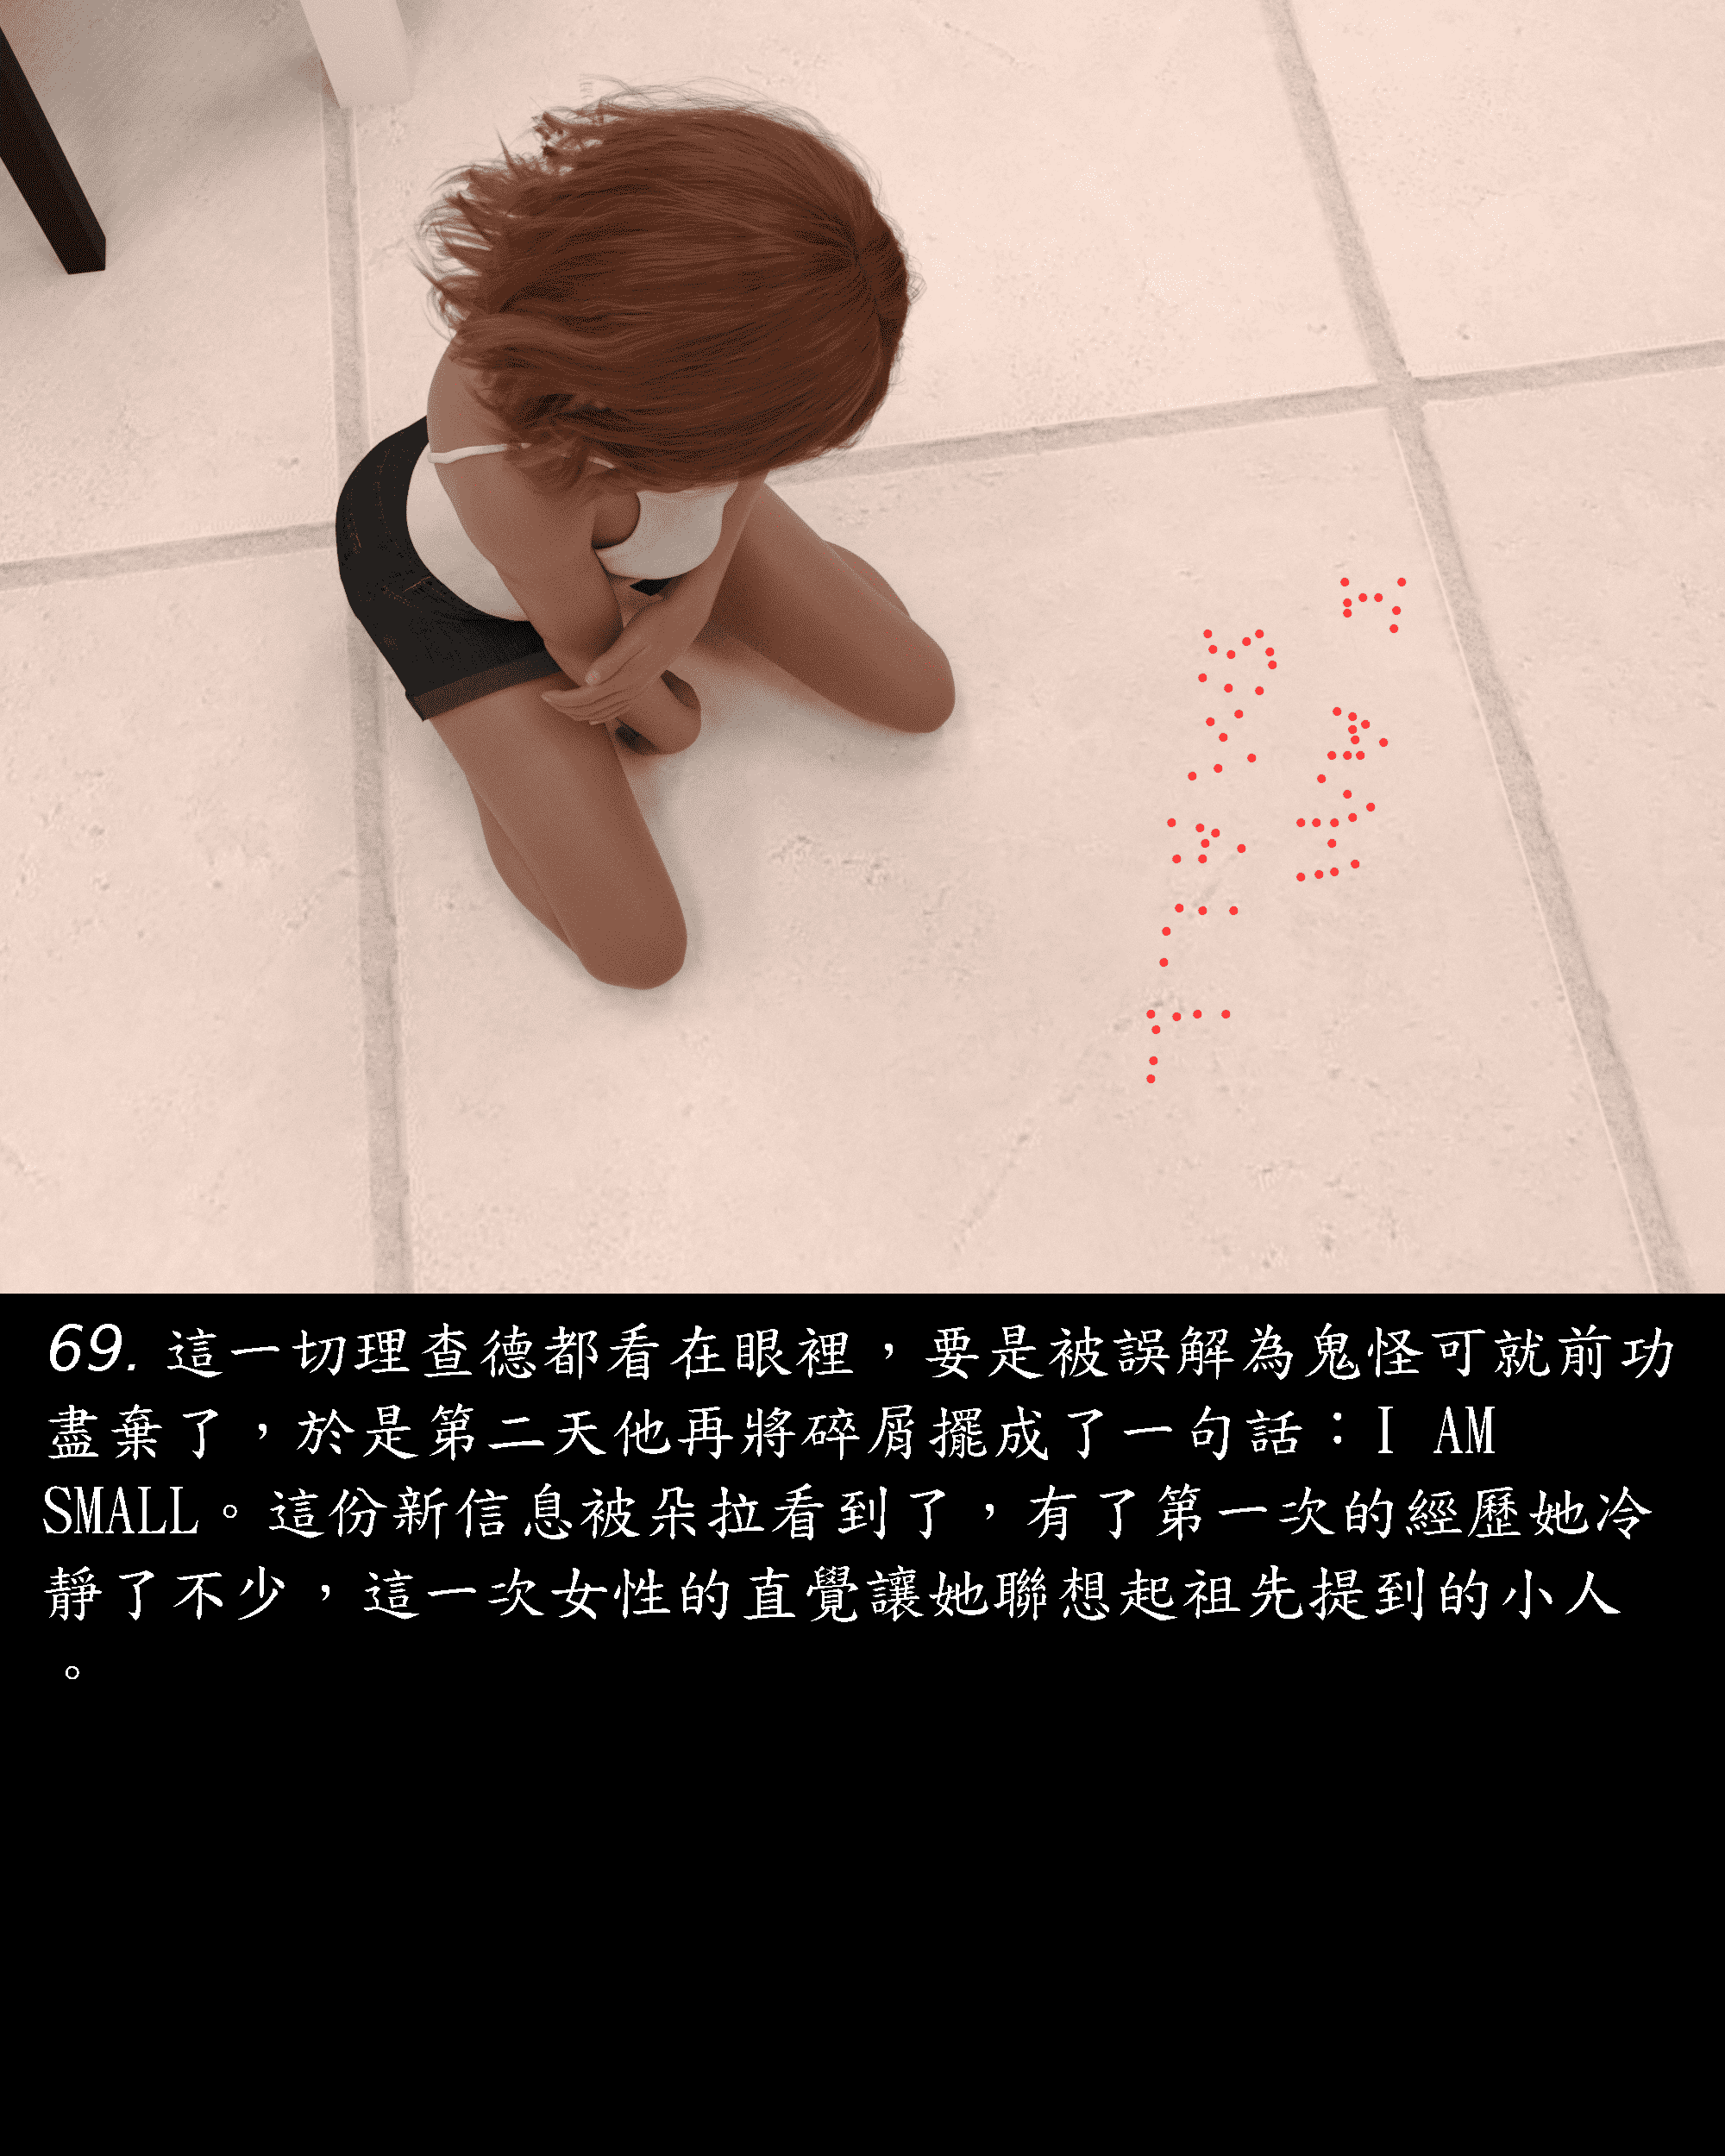 I AM
SMALL
69. 這一切理查德都看在眼裡，要是被誤解為鬼怪可就前功
盡棄了，於是第二天他再將碎屑擺成了一句話：I AM
SMALL。這份新信息被朵拉看到了，有了第一次的經歷她冷
靜了不少，這一次女性的直覺讓她聯想起祖先提到的小人
。